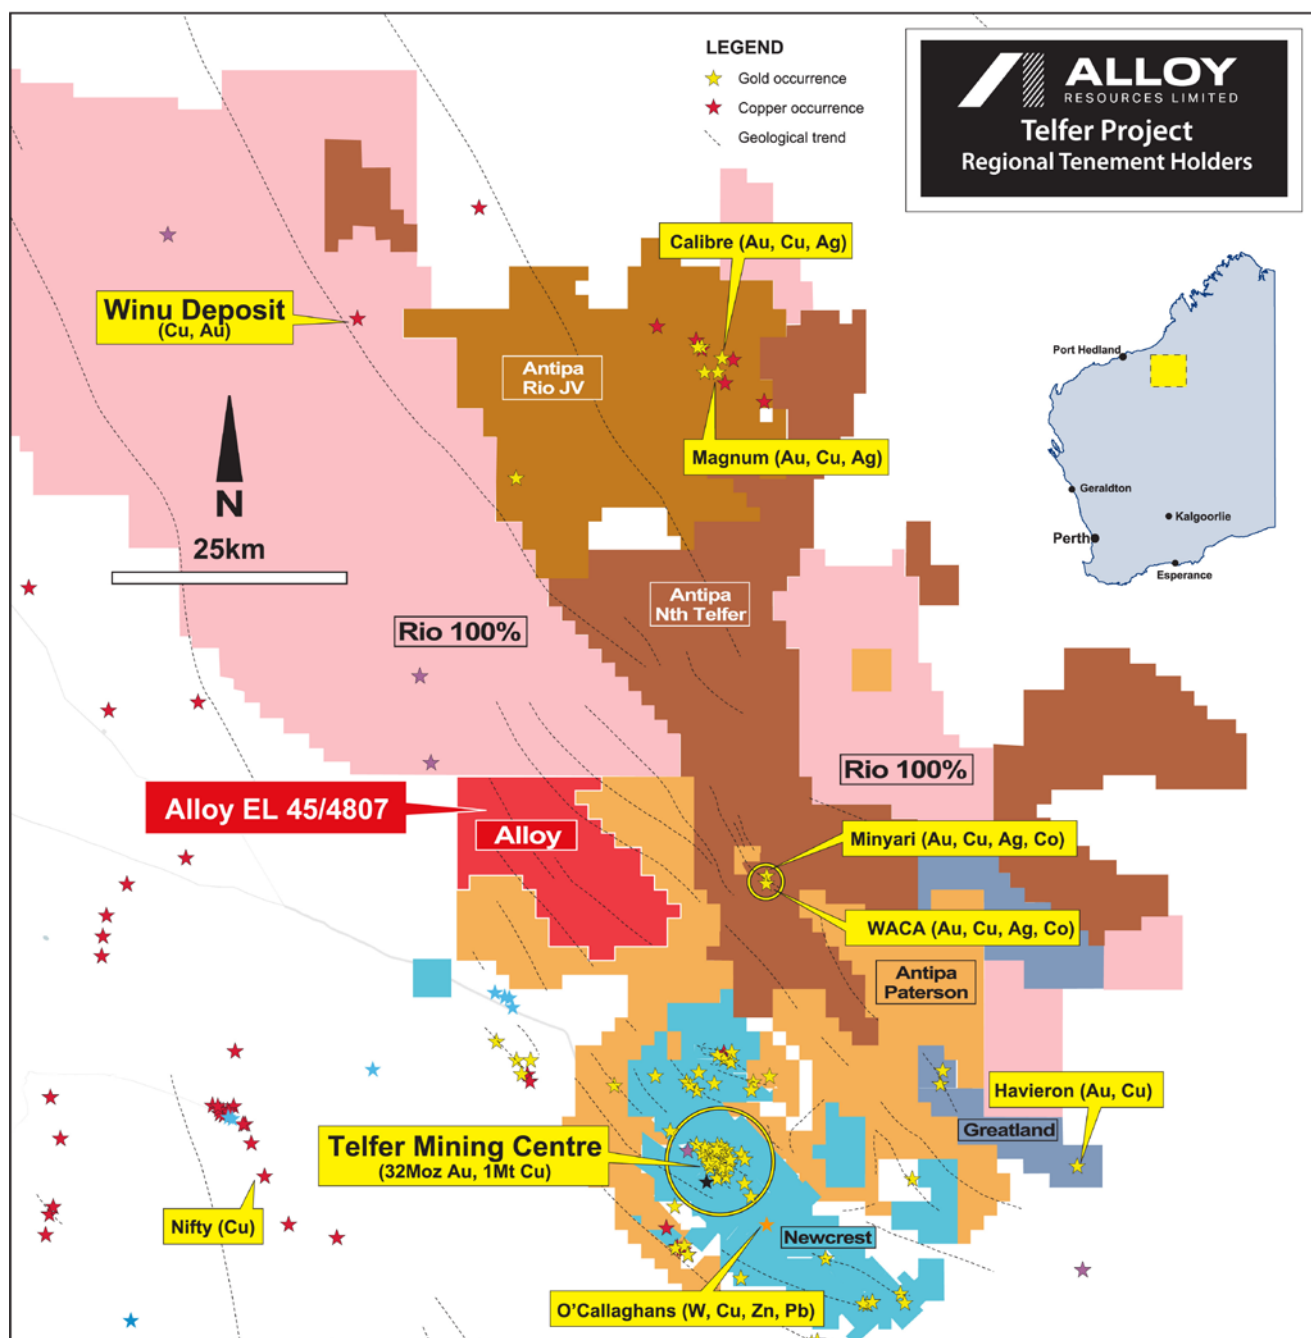 LEGEND
Gold occurrence
Copper occurrence
Geological trend
ALLOY
RESOURCES LIMITED
Telfer Project
Regional Tenement Holders
Calibre (Au, Cu, Ag)
Winu Deposit
(Cu, Au)
Antipa
Rio JV
Magnum (Au, Cu, Ag)
Port Hedland
Geraldton
Kalgoorlie
Perth
Esperance
N
25km
Antipa
Nth Telfer
Rio 100%
Rio 100%
Alloy EL 45/4807
Alloy
Minyari (Au, Cu, Ag, Co)
WACA (Au, Cu, Ag, Co)
Antipa
Paterson
Havieron (Au, Cu)
Greatland
Telfer Mining Centre
(32Moz Au, 1Mt Cu)
Nifty (Cu)
Newcrest
O'Callaghans (W, Cu, Zn, Pb)